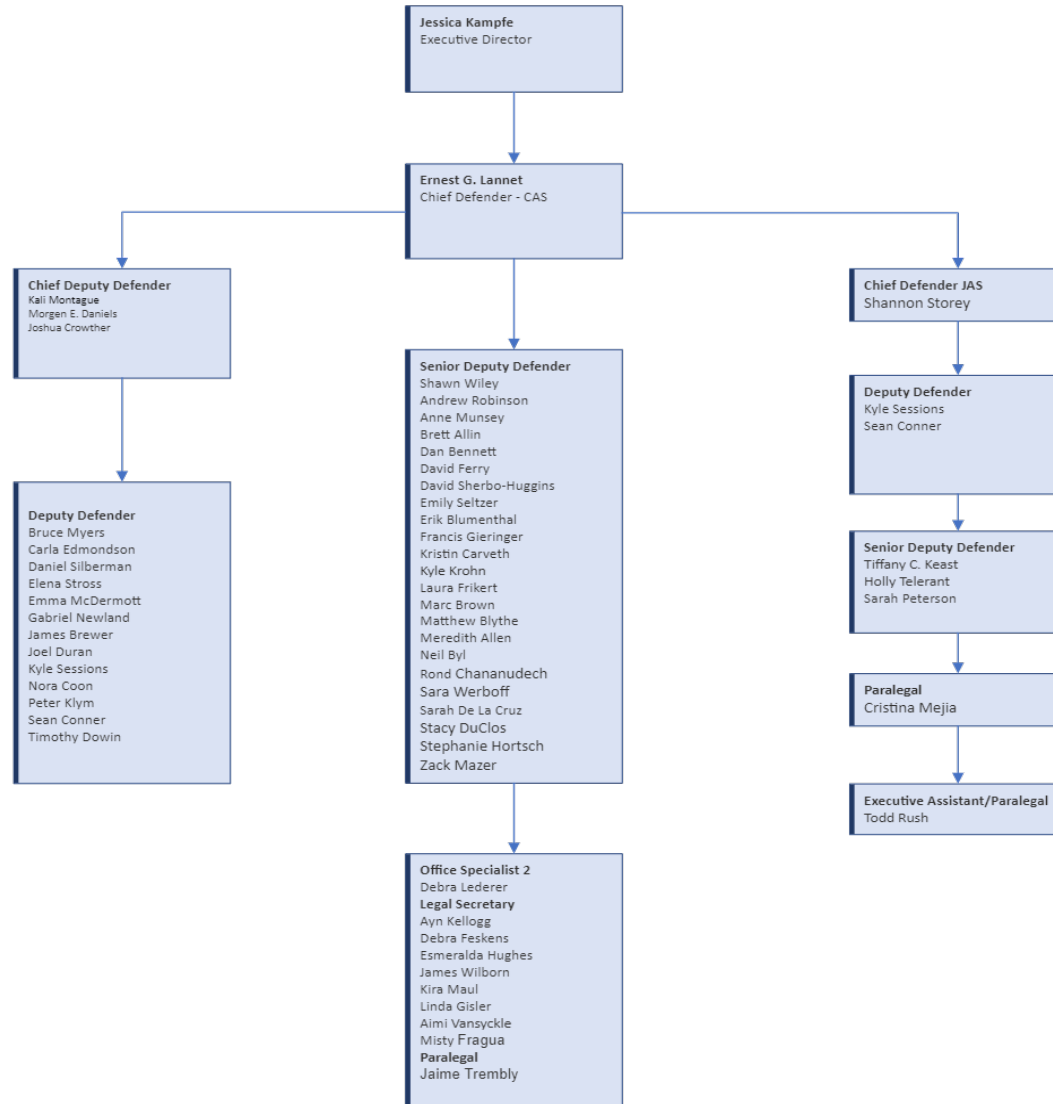 Jessica Kampfe
Executive Director
Ernest G. Lannet
Chief Defender - CAS
Chief Deputy Defender
Kali Montague
Morgen E. Daniels
Joshua Crowther
Deputy Defender
Bruce Myers
Carla Edmondson
Daniel Silberman
Elena Stross
Emma McDermott
Gabriel Newland
James Brewer
Joel Duran
Kyle Sessions
Nora Coon
Peter Klym
Sean Conner
Timothy Dowin
Senior Deputy Defender
Shawn Wiley
Andrew Robinson
Anne Munsey
Brett Allin
Dan Bennett
David Ferry
David Sherbo-Huggins
Emily Seltzer
Erik Blumenthal
Francis Gieringer
Kristin Carveth
Kyle Krohn
Laura Frikert
Marc Brown
Matthew Blythe
Meredith Allen
Neil Byl
Rond Chananudech
Sara Werboff
Sarah De La Cruz
Stacy DuClos
Stephanie Hortsch
Zack Mazer
Office Specialist 2
Debra Lederer
Legal Secretary
Ayn Kellogg
Debra Feskens
Esmeralda Hughes
James Wilborn
Kira Maul
Linda Gisler
Aimi Vansyckle
Misty Fragua
Paralegal
Jaime Trembly
Chief Defender JAS
Shannon Storey
Deputy Defender
Kyle Sessions
Sean Conner
Senior Deputy Defender
Tiffany C. Keast
Holly Telerant
Sarah Peterson
Paralegal
Cristina Mejia
Executive Assistant/Paralegal
Todd Rush